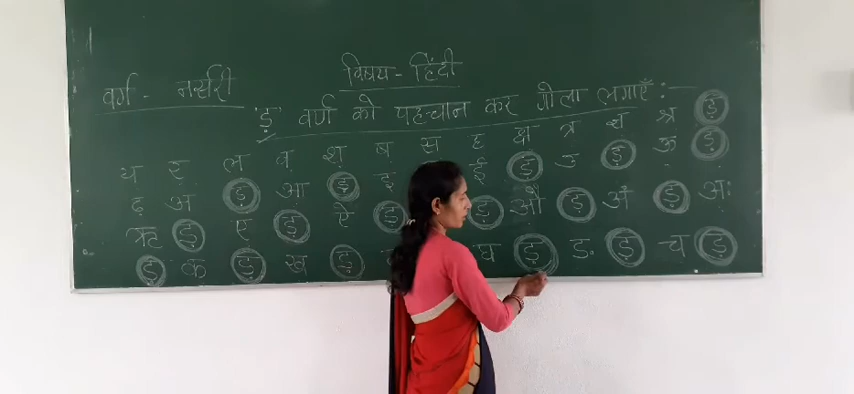 विषय - हिंदी
वर्ग - नर्सरी
"ड़" वर्ण को पहचान कर गोला लगाएँ :-
य र ल व श ष स ह क्ष त्र ज्ञ श्र ड़
ढ़ अ ड़ आ ड़ इ ई ड़ उ ड़ ऊ ड़
ऋ ड़ ए ड़ ऐ ड़ ड़ औ ड़ अं ड़ अः
ड़ क ड़ ख ड़ घ ड़ ङ ड़ च ड़